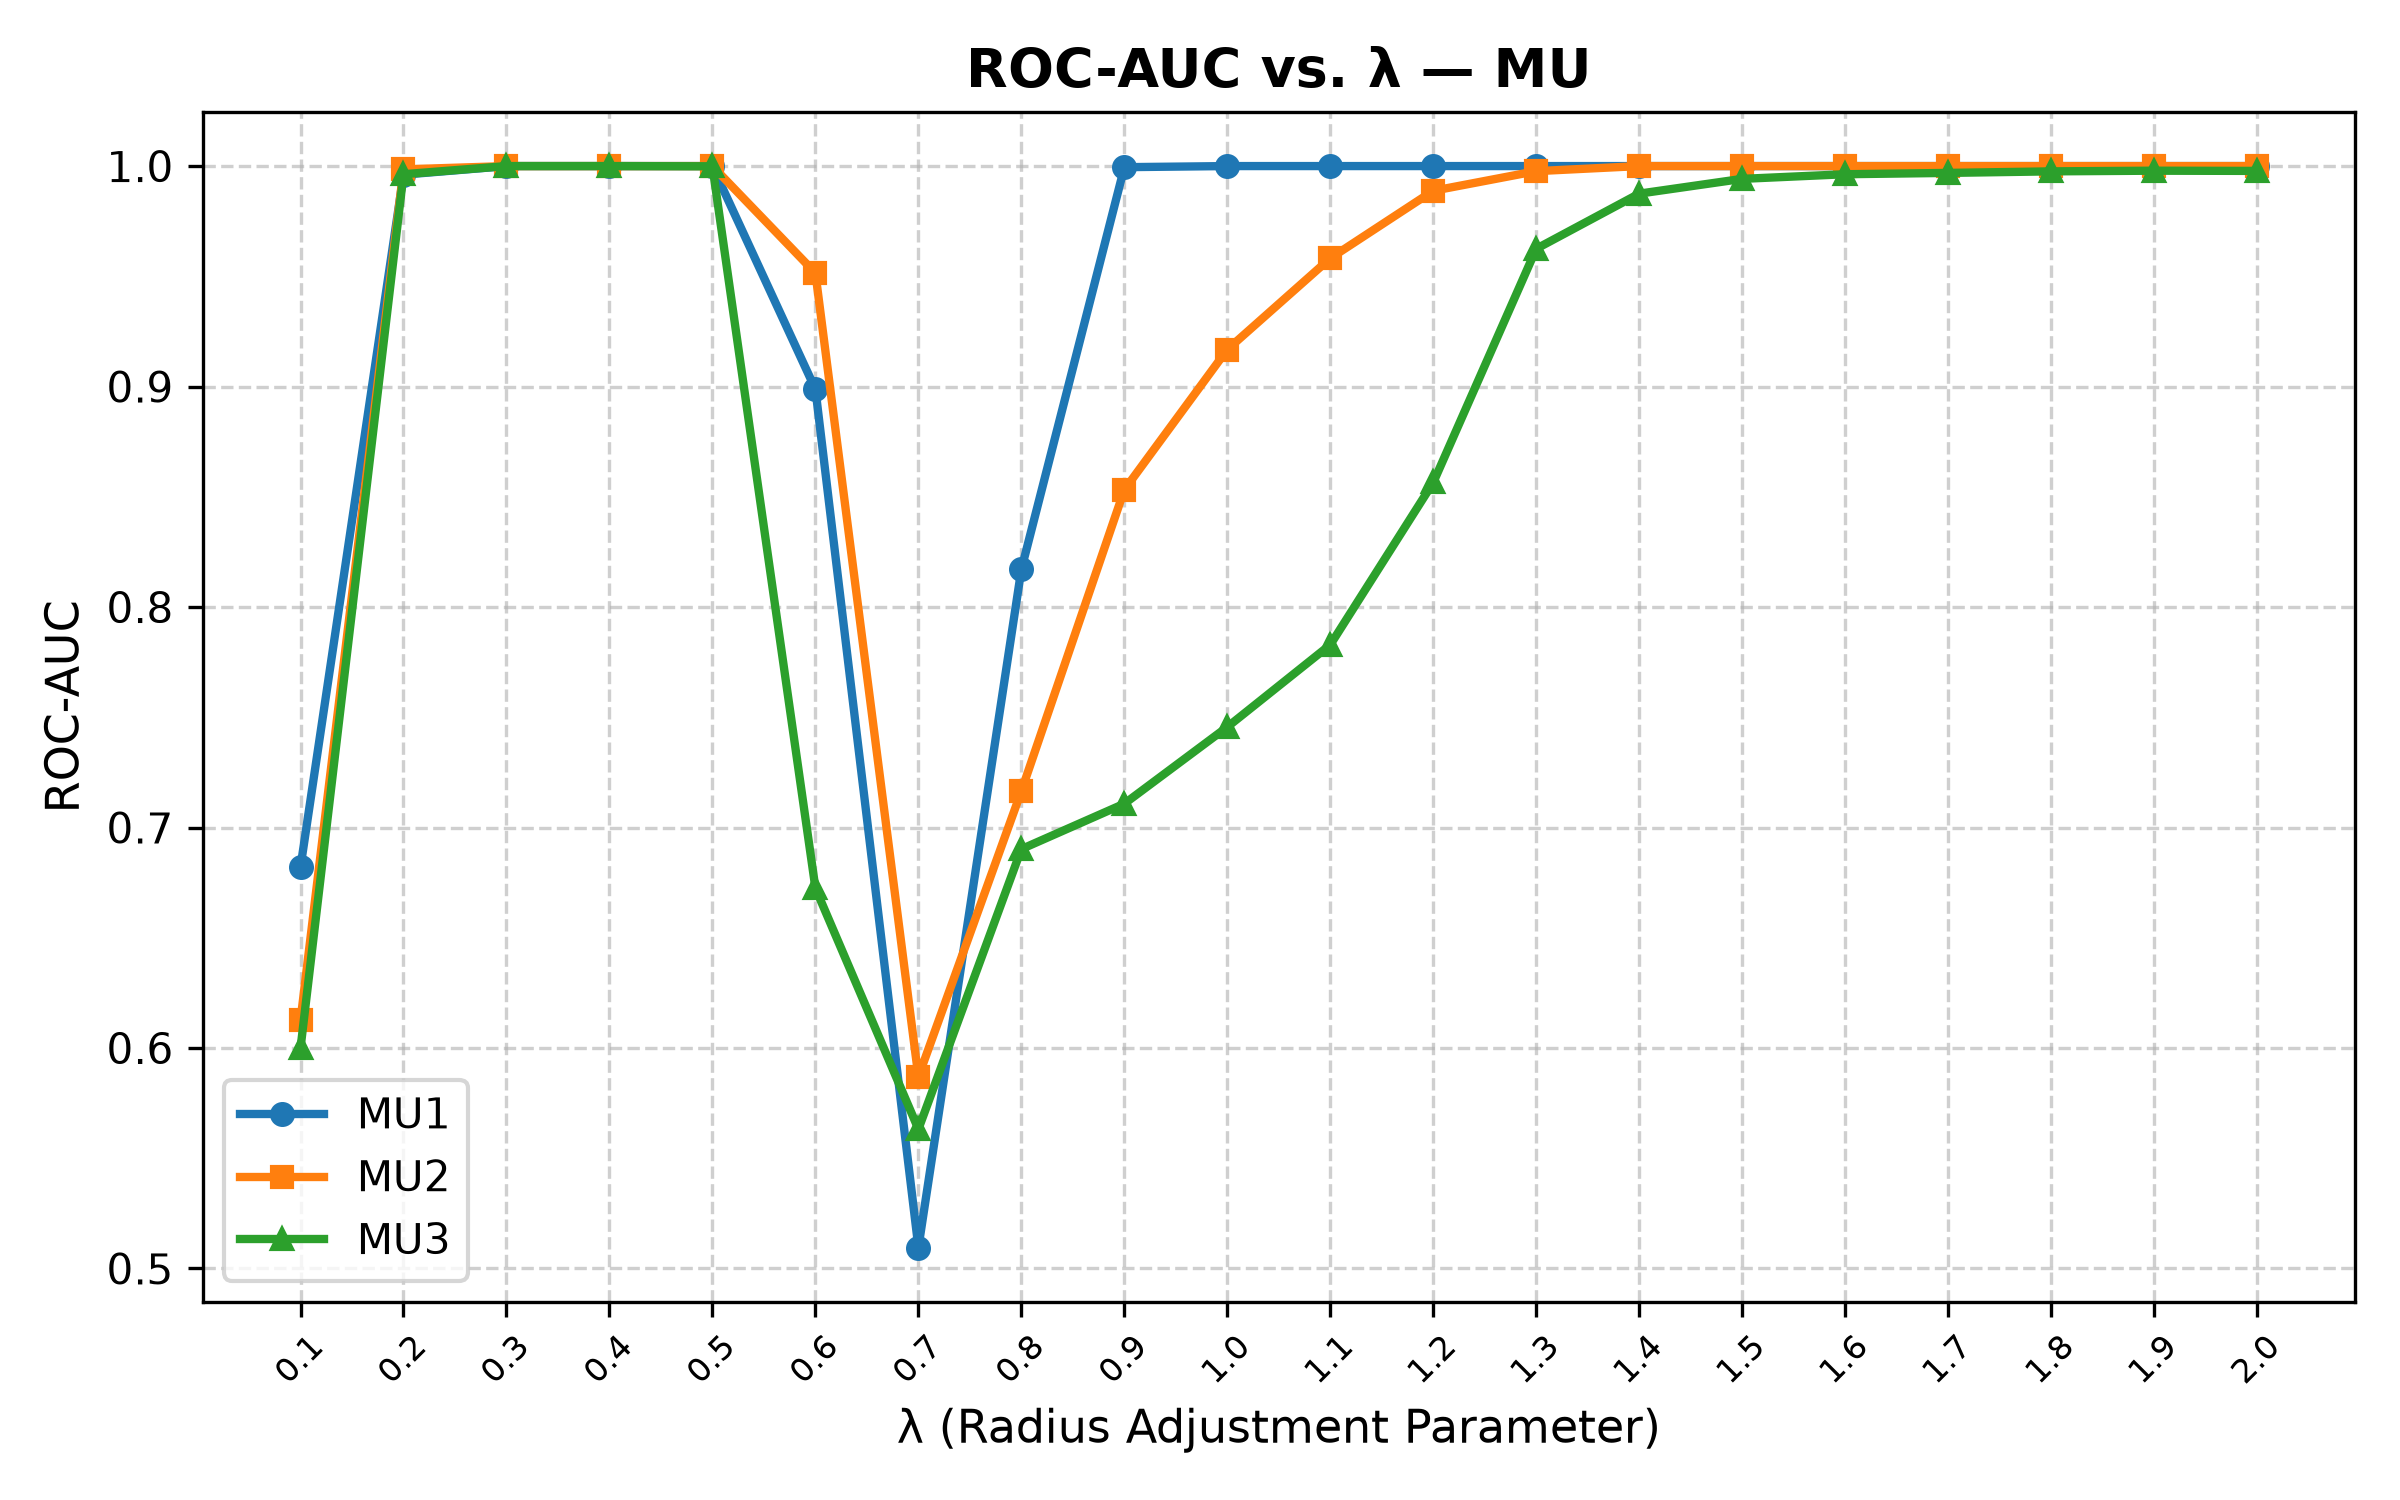 ROC-AUC vs. λ — MU
ROC-AUC
1.0
0.9
0.8
0.7
0.6
0.5
MU1
MU2
MU3
0.1 0.2 0.3 0.4 0.5 0.6 0.7 0.8 0.9 1.0 1.1 1.2 1.3 1.4 1.5 1.6 1.7 1.8 1.9 2.0
λ (Radius Adjustment Parameter)